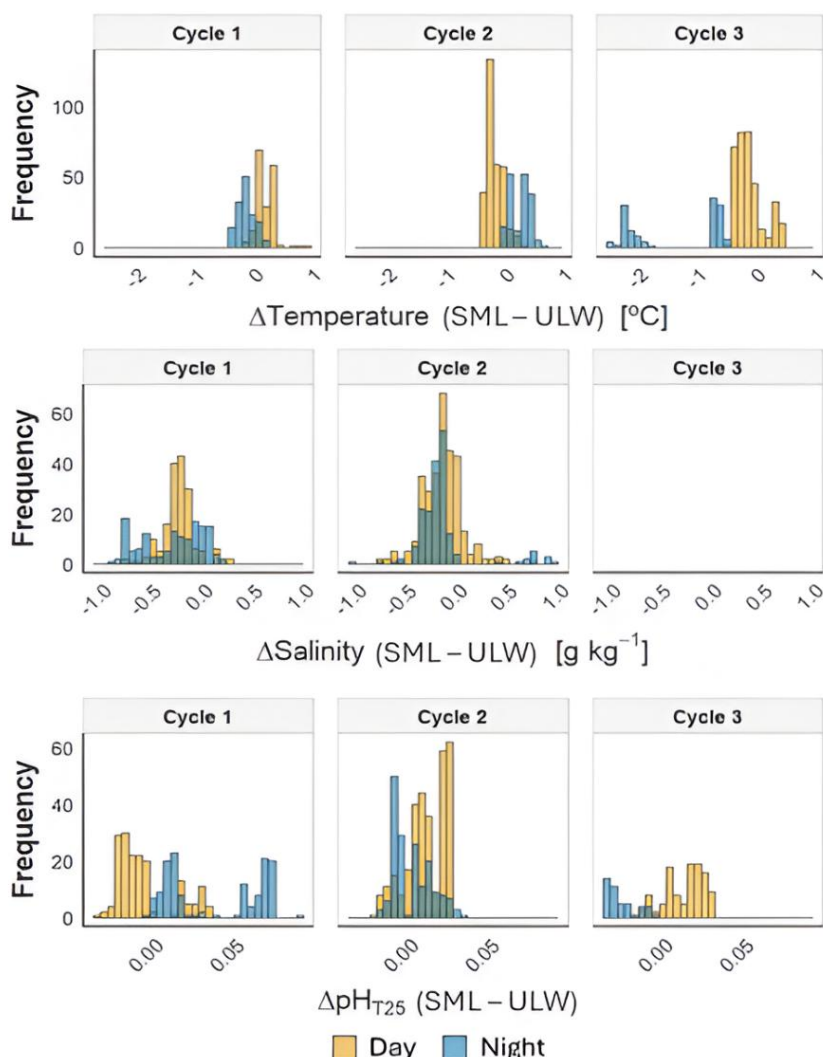 Cycle 1 Cycle 2 Cycle 3
Frequency
100
50
0
-2 -1 0 1 -2 -1 0 1 -2 -1 0 1
ΔTemperature (SML – ULW) [ºC]
Cycle 1 Cycle 2 Cycle 3
Frequency
60
40
20
0
-1.0 -0.5 0.0 0.5 1.0 -1.0 -0.5 0.0 0.5 1.0 -1.0 -0.5 0.0 0.5 1.0
ΔSalinity (SML – ULW) [g kg⁻¹]
Cycle 1 Cycle 2 Cycle 3
Frequency
60
40
20
0
0.00 0.05 0.00 0.05 0.00 0.05
ΔpH_T25 (SML – ULW)
Day Night